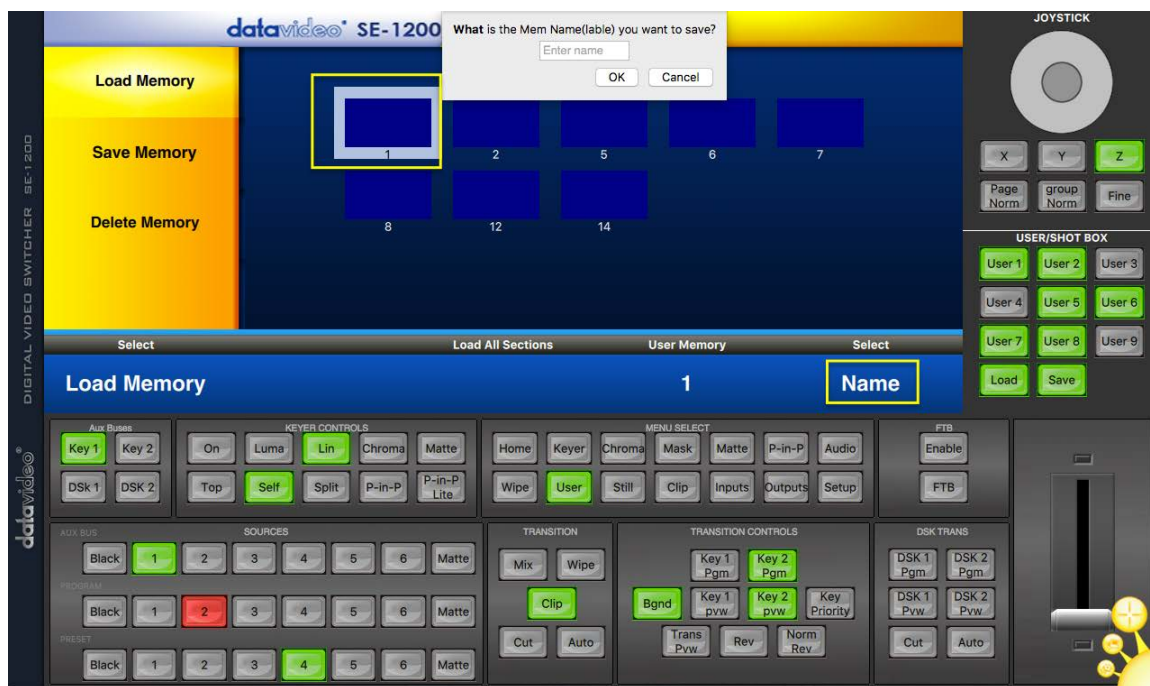 datavideo SE-1200
What is the Mem Name(lable) you want to save?
Enter name
OK Cancel
Load Memory
Save Memory
Delete Memory
1 2 5 6 7
8 12 14
Select Load All Sections User Memory Select
Load Memory 1 Name
DIGITAL VIDEO SWITCHER SE-1200
datavideo
JOYSTICK
X Y Z
Page Norm group Norm Fine
USER/SHOT BOX
User 1 User 2 User 3
User 4 User 5 User 6
User 7 User 8 User 9
Load Save
Aux Buses
Key 1 Key 2
DSk 1 DSK 2
KEYER CONTROLS
On Luma Lin Chroma Matte
Top Self Split P-in-P P-in-P Lite
MENU SELECT
Home Keyer Chroma Mask Matte P-in-P Audio
Wipe User Still Clip Inputs Outputs Setup
FTB
Enable
FTB
AUX BUS SOURCES
Black 1 2 3 4 5 6 Matte
PROGRAM
Black 1 2 3 4 5 6 Matte
PRESET
Black 1 2 3 4 5 6 Matte
TRANSITION
Mix Wipe
Clip
Cut Auto
TRANSITION CONTROLS
Key 1 Pgm Key 2 Pgm
Bgnd Key 1 pvw Key 2 pvw Key Priority
Trans Pvw Rev Norm Rev
DSK TRANS
DSK 1 Pgm DSK 2 Pgm
DSK 1 Pvw DSK 2 Pvw
Cut Auto